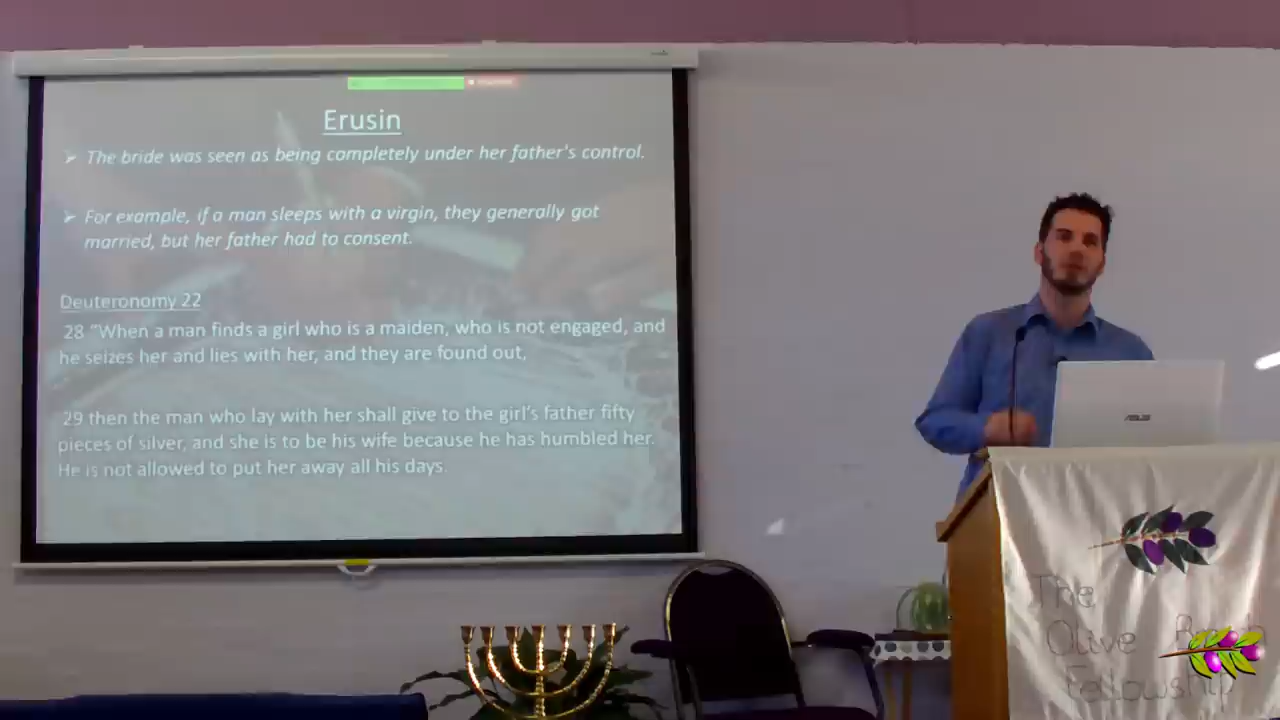 Erusin
➢ The bride was seen as being completely under her father's control.
➢ For example, if a man sleeps with a virgin, they generally got
married, but her father had to consent.
Deuteronomy 22
28 "When a man finds a girl who is a maiden, who is not engaged, and
he seizes her and lies with her, and they are found out,
29 then the man who lay with her shall give to the girl's father fifty
pieces of silver, and she is to be his wife because he has humbled her.
He is not allowed to put her away all his days.
ASUS
The
Olive
Fellowship